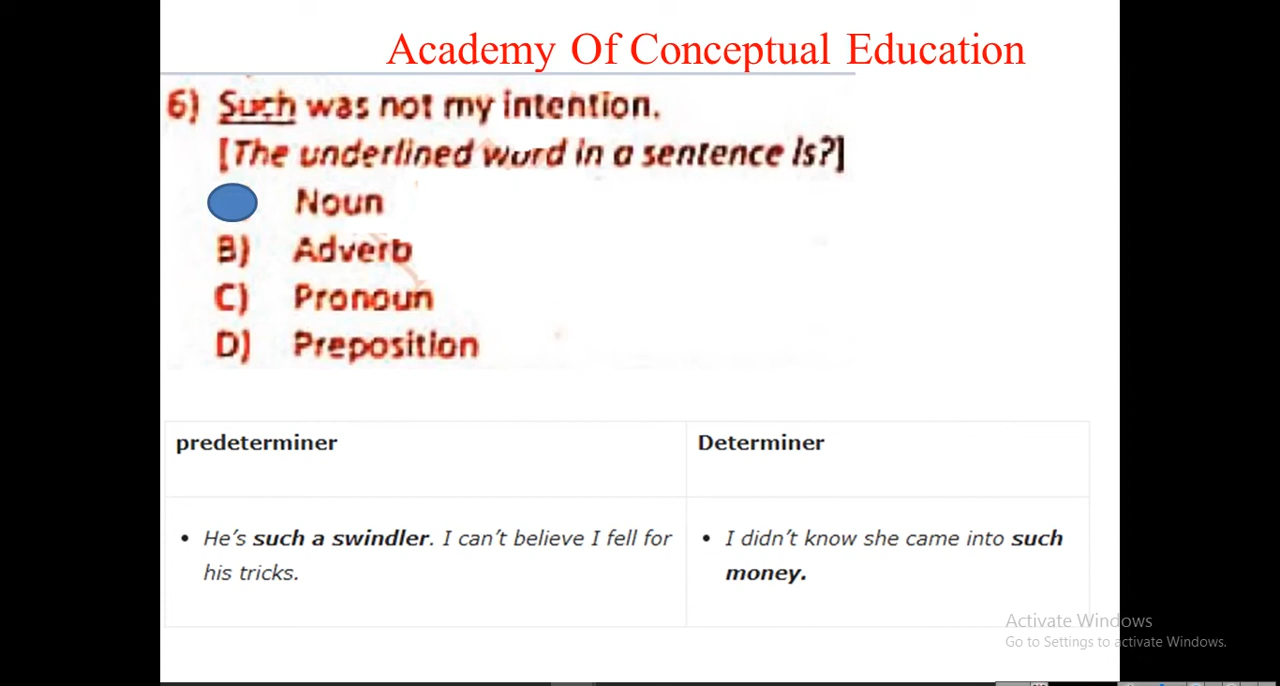 Academy Of Conceptual Education
6) Such was not my intention.
[The underlined word in a sentence is?]
Noun
B) Adverb
C) Pronoun
D) Preposition
predeterminer
Determiner
• He's such a swindler. I can't believe I fell for
his tricks.
• I didn't know she came into such
money.
Activate Windows
Go to Settings to activate Windows.